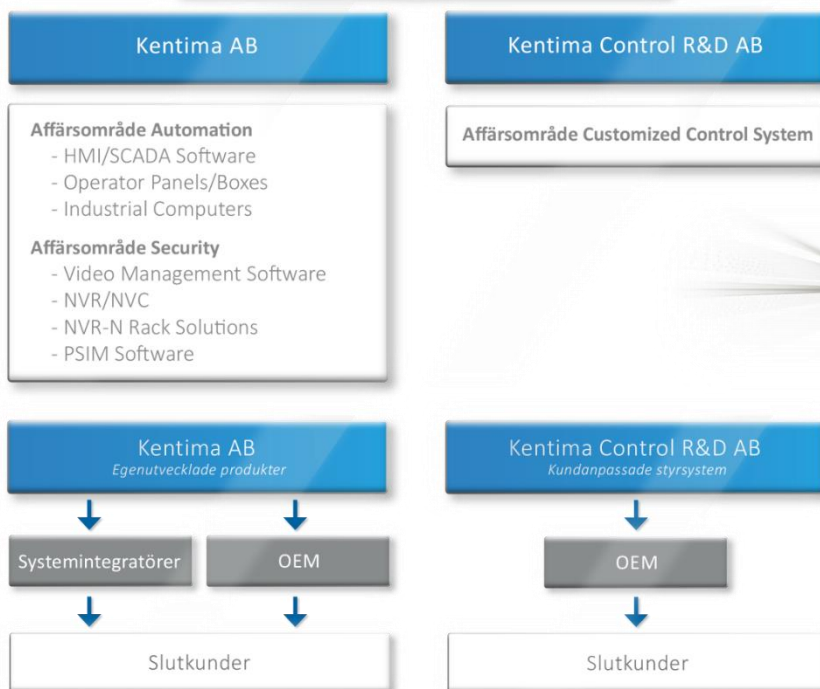 Kentima AB
Kentima Control R&D AB
Affärsområde Automation
- HMI/SCADA Software
- Operator Panels/Boxes
- Industrial Computers
Affärsområde Security
- Video Management Software
- NVR/NVC
- NVR-N Rack Solutions
- PSIM Software
Affärsområde Customized Control System
Kentima AB
Egenutvecklade produkter
Systemintegratörer
OEM
Slutkunder
Kentima Control R&D AB
Kundanpassade styrsystem
OEM
Slutkunder